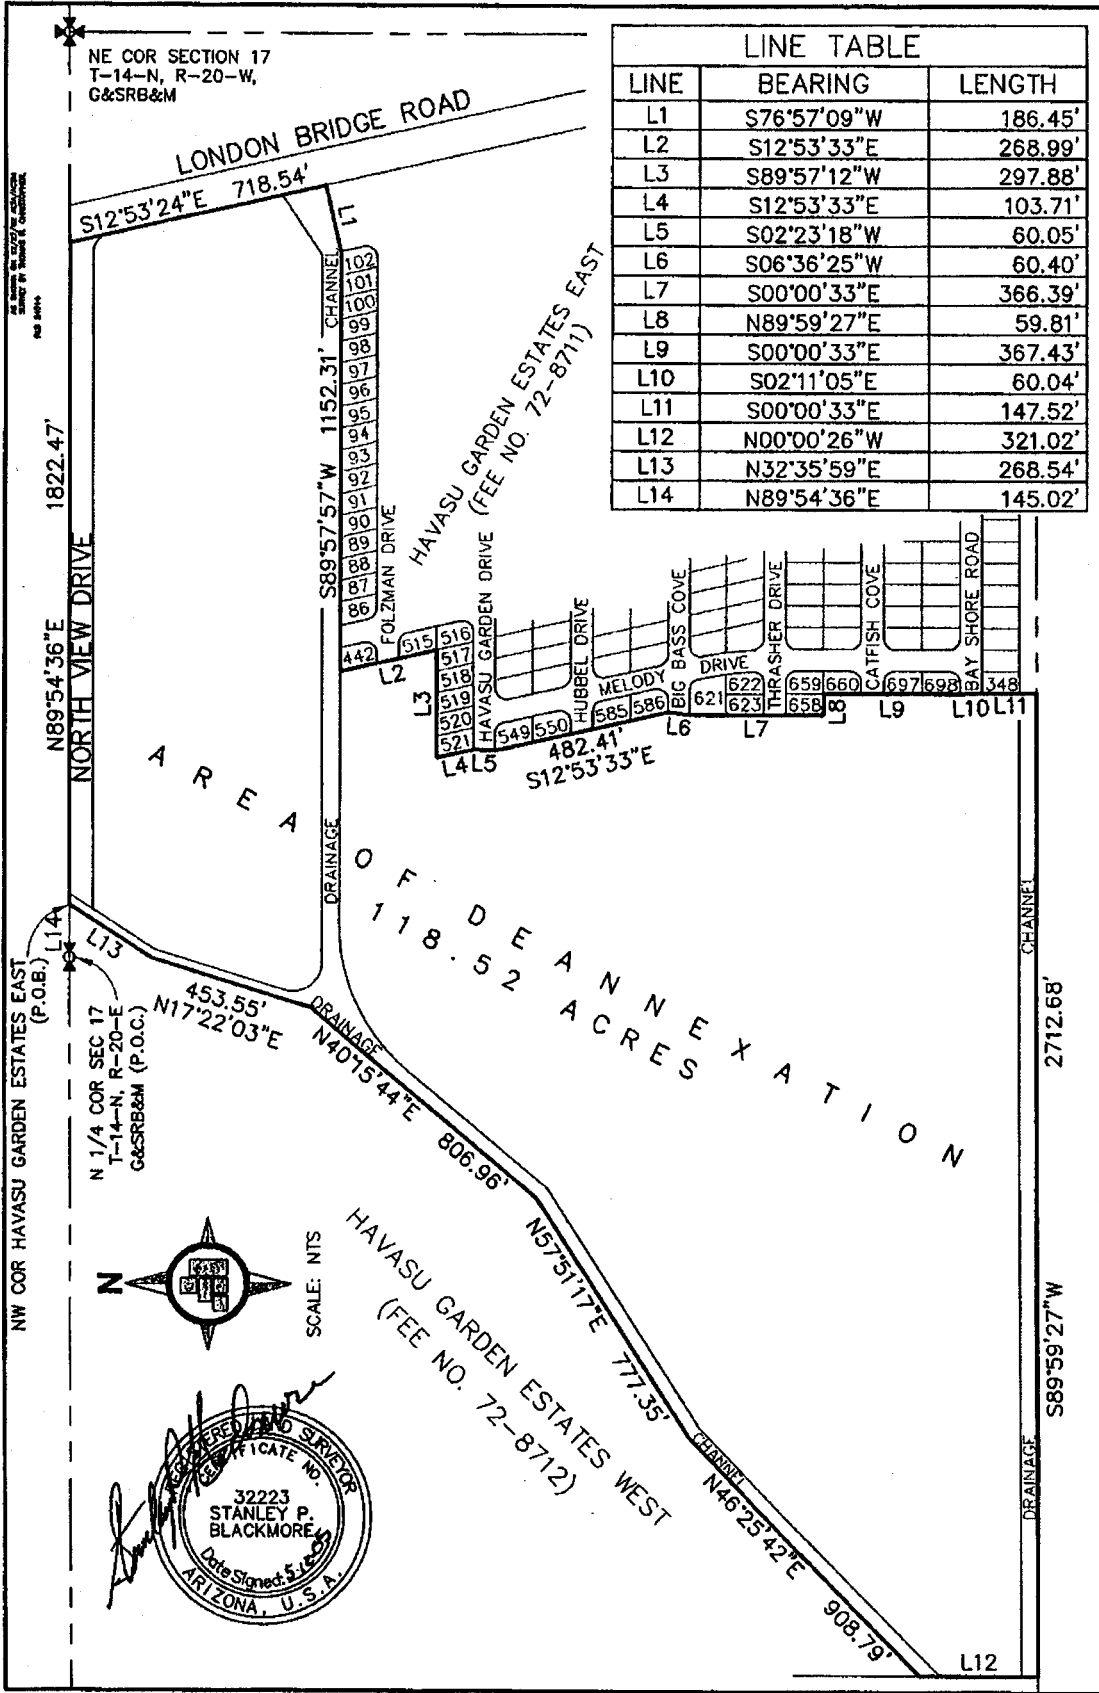 NE COR SECTION 17
T-14-N, R-20-W,
G&SRB&M
LONDON BRIDGE ROAD
S12°53'24"E 718.54'
L1
LINE TABLE
LINE BEARING LENGTH
L1 S76°57'09"W 186.45'
L2 S12°53'33"E 268.99'
L3 S89°57'12"W 297.88'
L4 S12°53'33"E 103.71'
L5 S02°23'18"W 60.05'
L6 S06°36'25"W 60.40'
L7 S00°00'33"E 366.39'
L8 N89°59'27"E 59.81'
L9 S00°00'33"E 367.43'
L10 S02°11'05"E 60.04'
L11 S00°00'33"E 147.52'
L12 N00°00'26"W 321.02'
L13 N32°35'59"E 268.54'
L14 N89°54'36"E 145.02'
N89°54'36"E 1822.47'
NORTH VIEW DRIVE
CHANNEL
S89°57'57"W 1152.31'
102
101
100
99
98
97
96
95
94
93
92
91
90
89
88
87
86
442
FOLZMAN DRIVE
HAVASU GARDEN ESTATES EAST
(FEE NO. 72-8711)
L2
515 516
517
518
519
520
521
L3
HAVASU GARDEN DRIVE
L4 L5
549 550
HUBBEL DRIVE
585 586
MELODY DRIVE
482.41'
S12°53'33"E
BIG BASS COVE
L6
621 622
623
L7
THRASHER DRIVE
659 660
658
L8
CATFISH COVE
697 698
L9
BAY SHORE ROAD
348
L10 L11
AREA OF DEANNEXATION
118.52 ACRES
DRAINAGE
CHANNEL
2712.68'
S89°59'27"W
DRAINAGE
NW COR HAVASU GARDEN ESTATES EAST
(P.O.B.)
L14
L13
N 1/4 COR SEC 17
T-14-N, R-20-E
G&SRB&M (P.O.C.)
453.55'
N17°22'03"E
DRAINAGE
N40°15'44"E 806.96'
N57°51'17"E 777.35'
CHANNEL
N46°25'42"E 908.79'
L12
HAVASU GARDEN ESTATES WEST
(FEE NO. 72-8712)
N
SCALE: NTS
REGISTERED LAND SURVEYOR
CERTIFICATE NO.
32223
STANLEY P.
BLACKMORE
Date Signed:
ARIZONA, U.S.A.